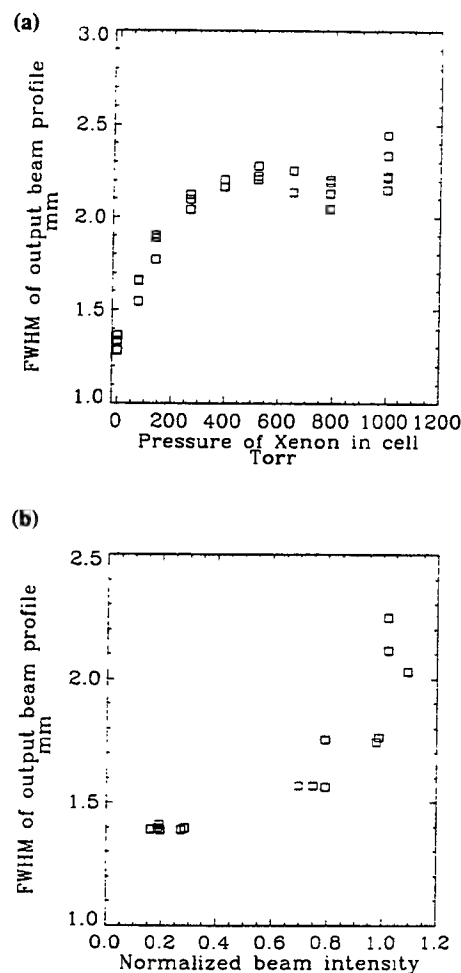 (a)
FWHM of output beam profile
mm
3.0
2.5
2.0
1.5
1.0
0 200 400 600 800 1000 1200
Pressure of Xenon in cell
Torr
(b)
FWHM of output beam profile
mm
2.5
2.0
1.5
1.0
0.0 0.2 0.4 0.6 0.8 1.0 1.2
Normalized beam intensity